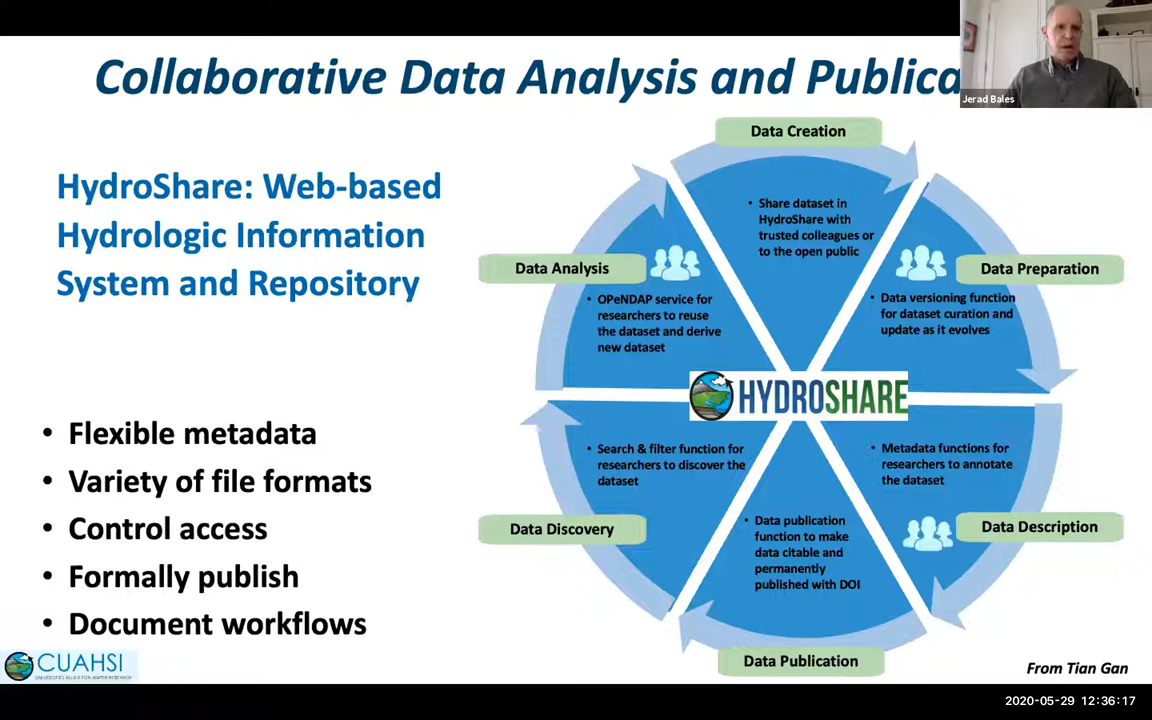 Collaborative Data Analysis and Publica
Jerad Bales
HydroShare: Web-based
Hydrologic Information
System and Repository
• Flexible metadata
• Variety of file formats
• Control access
• Formally publish
• Document workflows
Data Creation
• Share dataset in
HydroShare with
trusted colleagues or
to the open public
Data Preparation
• Data versioning function
for dataset curation and
update as it evolves
Data Description
• Metadata functions for
researchers to annotate
the dataset
Data Publication
• Data publication
function to make
data citable and
permanently
published with DOI
Data Discovery
• Search & filter function for
researchers to discover the
dataset
Data Analysis
• OPeNDAP service for
researchers to reuse
the dataset and derive
new dataset
HYDROSHARE
CUAHSI
UNIVERSITIES ALLIED FOR WATER RESEARCH
From Tian Gan
2020-05-29 12:36:17